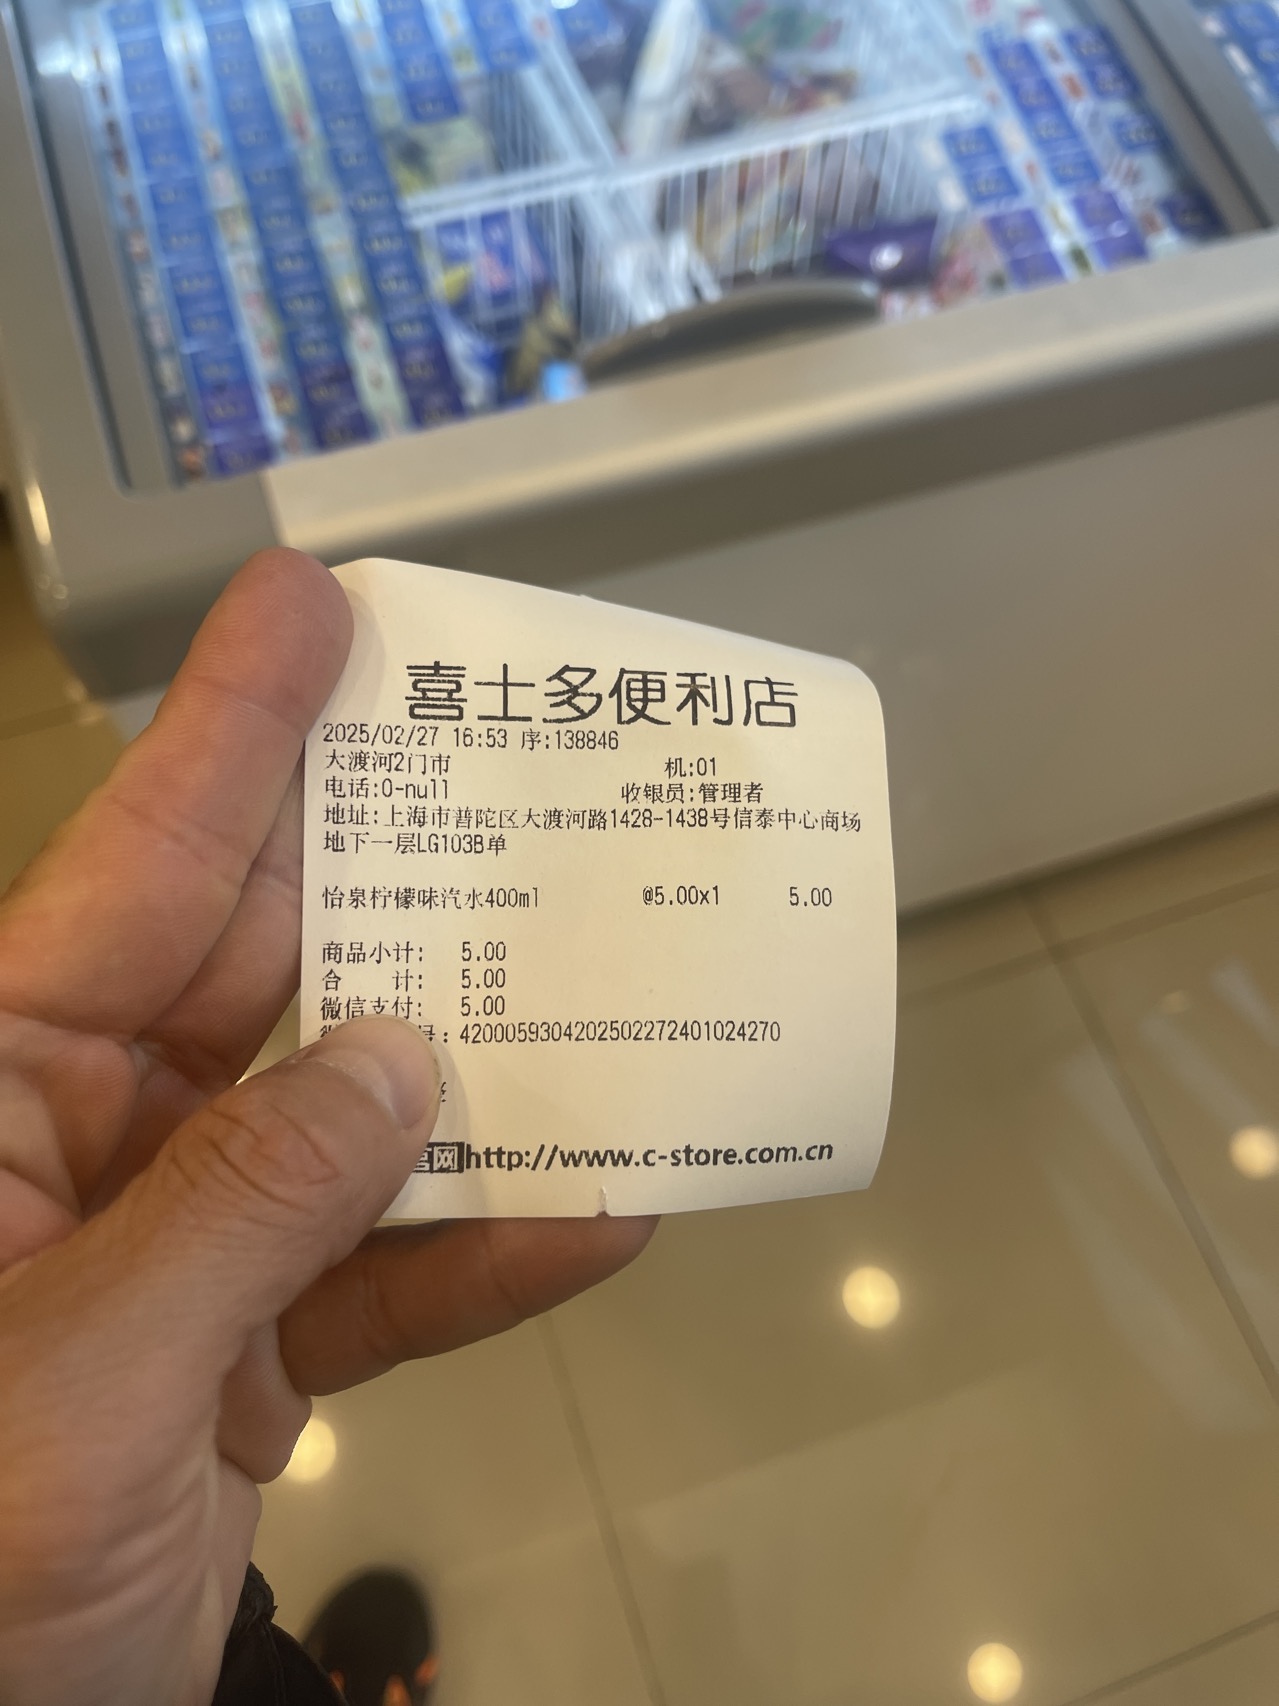 喜士多便利店
2025/02/27 16:53 序:138846
大渡河2门市 机:01
电话:0-null 收银员:管理者
地址:上海市普陀区大渡河路1428-1438号信泰中心商场
地下一层LG103B单
怡泉柠檬味汽水400ml @5.00x1 5.00
商品小计: 5.00
合 计: 5.00
微信支付: 5.00
号:4200059304202502272401024270
网http://www.c-store.com.cn